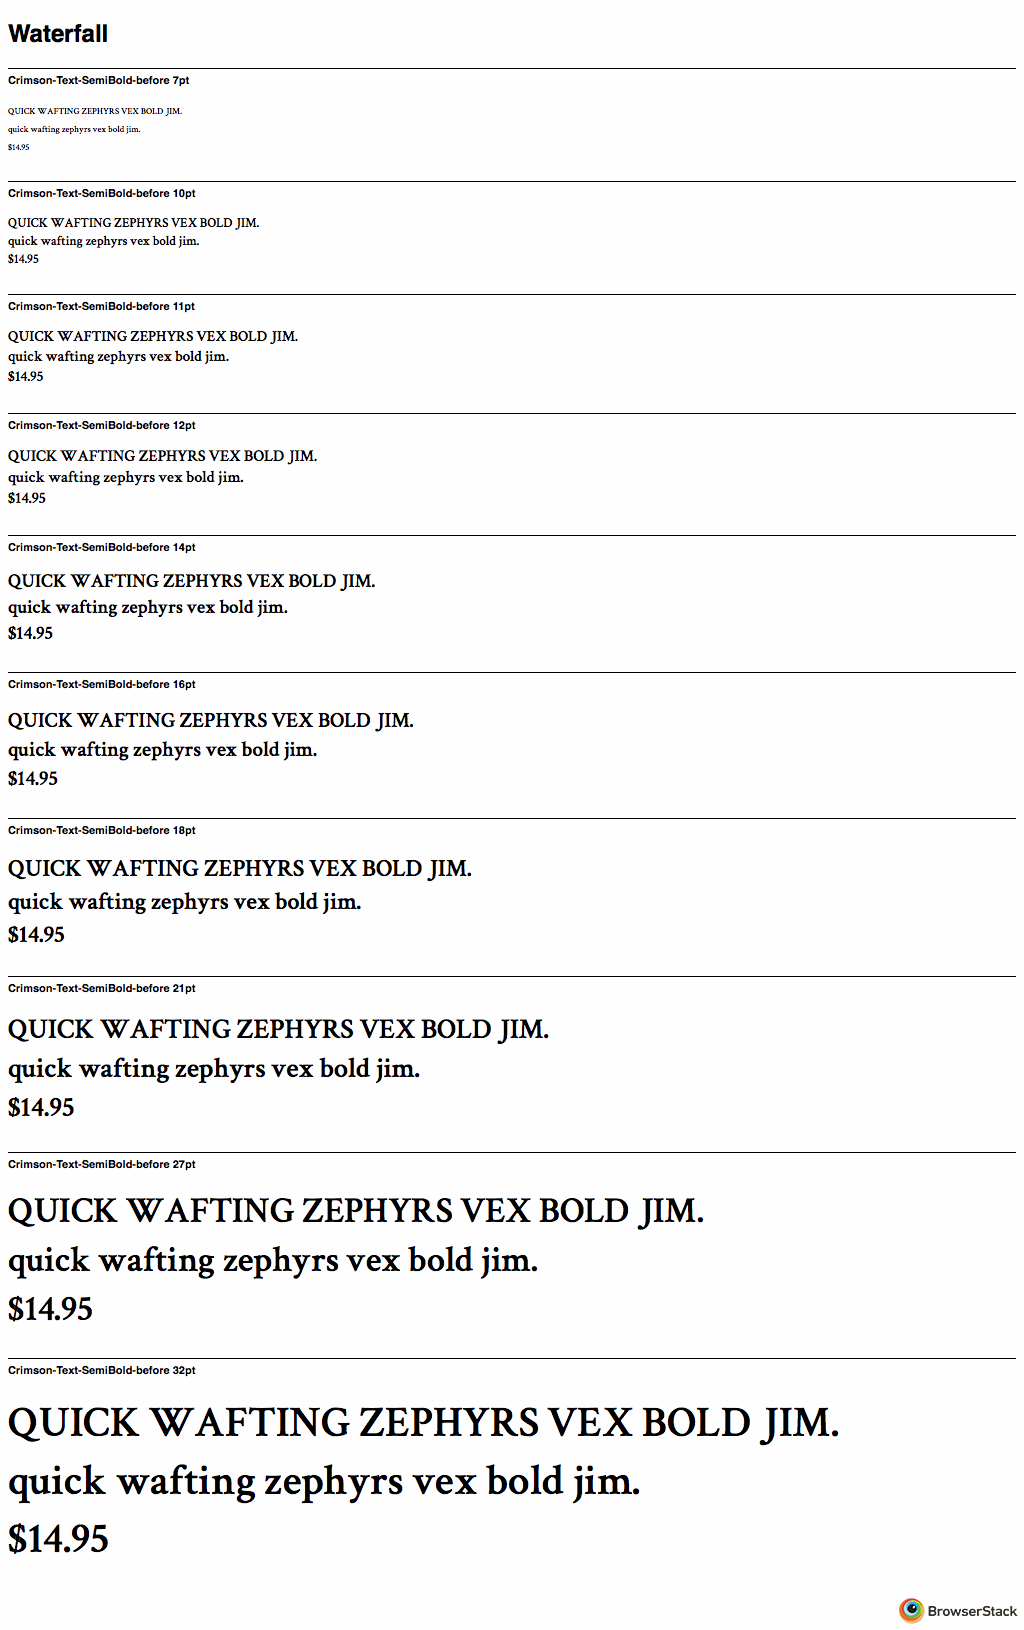 Waterfall
Crimson-Text-SemiBold-before 7pt
QUICK WAFTING ZEPHYRS VEX BOLD JIM.
quick wafting zephyrs vex bold jim.
$14.95
Crimson-Text-SemiBold-before 10pt
QUICK WAFTING ZEPHYRS VEX BOLD JIM.
quick wafting zephyrs vex bold jim.
$14.95
Crimson-Text-SemiBold-before 11pt
QUICK WAFTING ZEPHYRS VEX BOLD JIM.
quick wafting zephyrs vex bold jim.
$14.95
Crimson-Text-SemiBold-before 12pt
QUICK WAFTING ZEPHYRS VEX BOLD JIM.
quick wafting zephyrs vex bold jim.
$14.95
Crimson-Text-SemiBold-before 14pt
QUICK WAFTING ZEPHYRS VEX BOLD JIM.
quick wafting zephyrs vex bold jim.
$14.95
Crimson-Text-SemiBold-before 16pt
QUICK WAFTING ZEPHYRS VEX BOLD JIM.
quick wafting zephyrs vex bold jim.
$14.95
Crimson-Text-SemiBold-before 18pt
QUICK WAFTING ZEPHYRS VEX BOLD JIM.
quick wafting zephyrs vex bold jim.
$14.95
Crimson-Text-SemiBold-before 21pt
QUICK WAFTING ZEPHYRS VEX BOLD JIM.
quick wafting zephyrs vex bold jim.
$14.95
Crimson-Text-SemiBold-before 27pt
QUICK WAFTING ZEPHYRS VEX BOLD JIM.
quick wafting zephyrs vex bold jim.
$14.95
Crimson-Text-SemiBold-before 32pt
QUICK WAFTING ZEPHYRS VEX BOLD JIM.
quick wafting zephyrs vex bold jim.
$14.95
BrowserStack